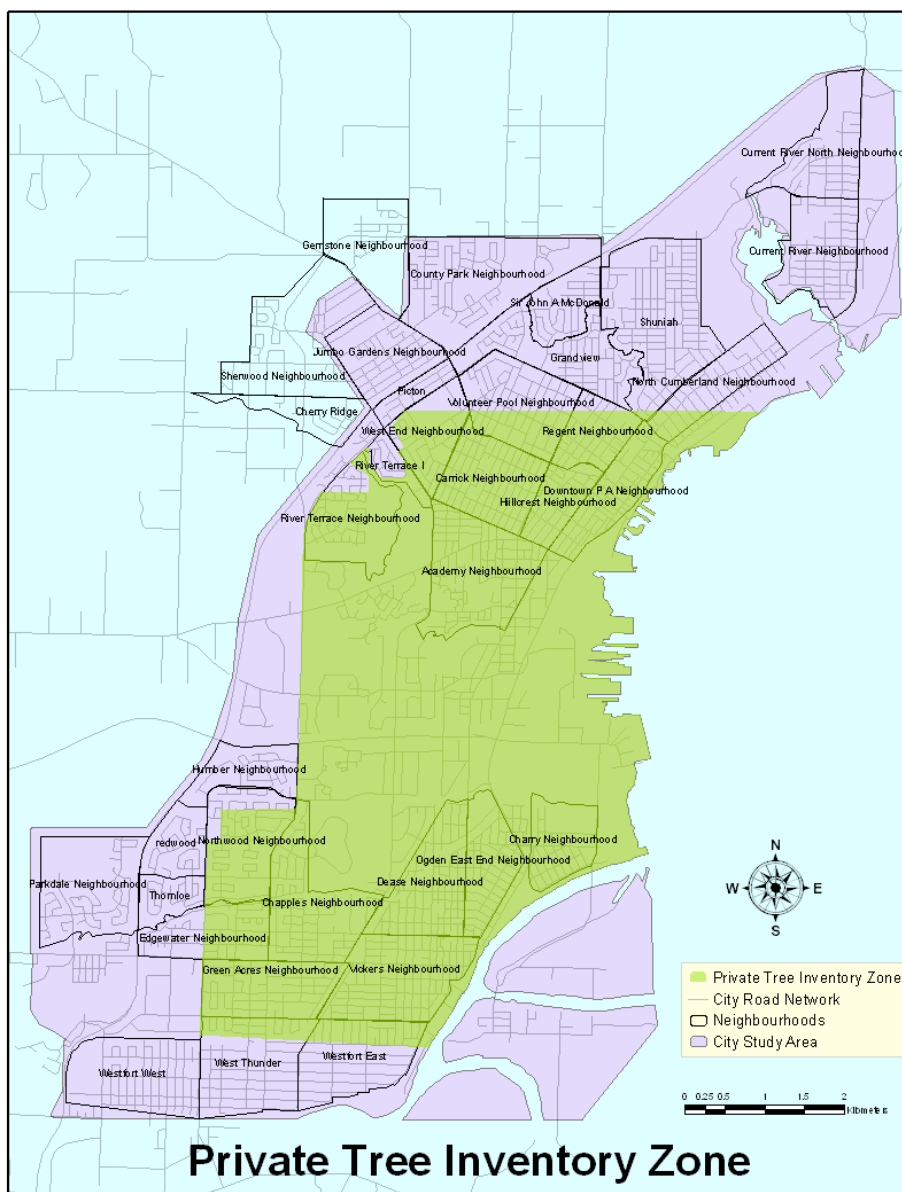 Current River North Neighbourhood
Gemstone Neighbourhood
Current River Neighbourhood
County Park Neighbourhood
Sir John A McDonald
Shuniah
Jumbo Gardens Neighbourhood
Grandview
Sherwood Neighbourhood
North Cumberland Neighbourhood
Picton
Volunteer Pool Neighbourhood
Cherry Ridge
West End Neighbourhood
Regent Neighbourhood
River Terrace I
Carrick Neighbourhood
Downtown P A Neighbourhood
Hillcrest Neighbourhood
River Terrace Neighbourhood
Academy Neighbourhood
Humber Neighbourhood
Northwood Neighbourhood
Charry Neighbourhood
redwood
Ogden East End Neighbourhood
Parkdale Neighbourhood
Dease Neighbourhood
Thornloe
Chapples Neighbourhood
Edgewater Neighbourhood
Green Acres Neighbourhood
Vickers Neighbourhood
Westfort East
West Thunder
Westfort West
N
W E
S
Private Tree Inventory Zone
City Road Network
Neighbourhoods
City Study Area
0 0.25 0.5 1 1.5 2
Kilometers
Private Tree Inventory Zone